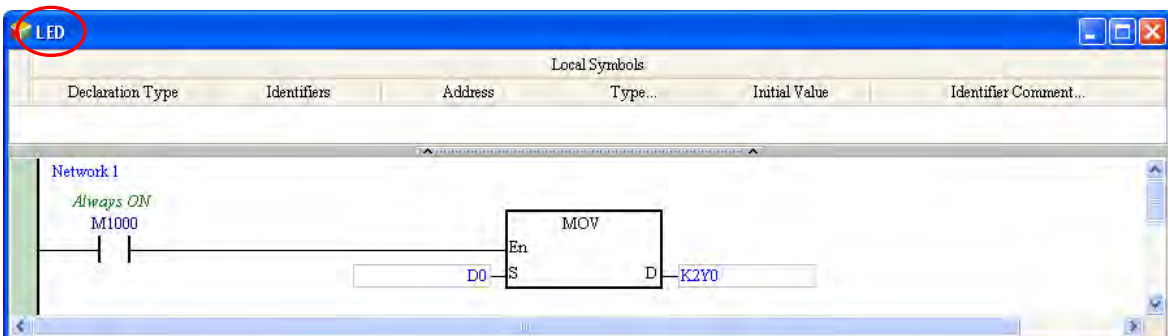 LED
Local Symbols
Declaration Type Identifiers Address Type... Initial Value Identifier Comment...
Network 1
Always ON
M1000
MOV
En
D0 S D K2Y0